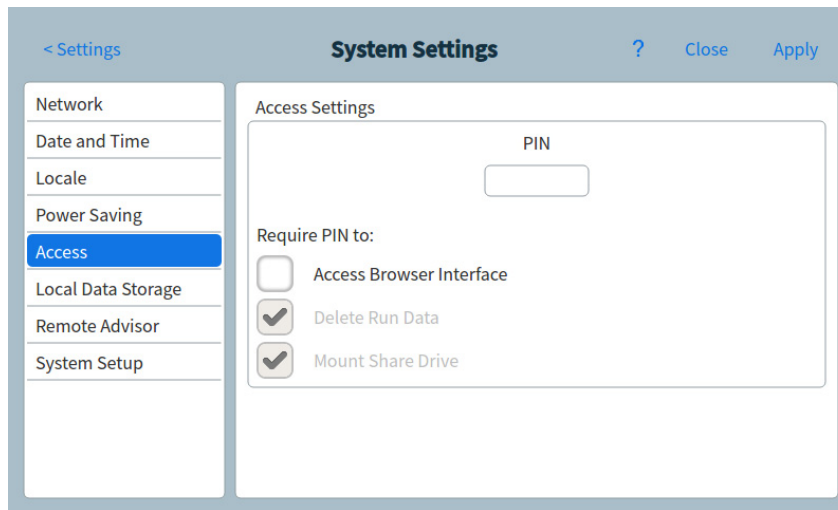 < Settings System Settings ? Close Apply
Network
Date and Time
Locale
Power Saving
Access
Local Data Storage
Remote Advisor
System Setup
Access Settings
PIN
Require PIN to:
Access Browser Interface
Delete Run Data
Mount Share Drive